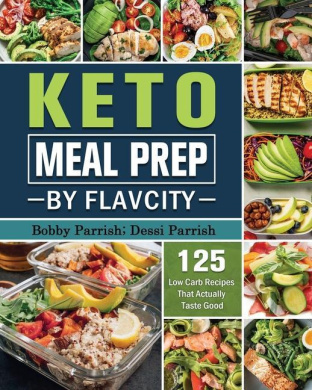 KETO
MEAL PREP
BY FLAVCITY
Bobby Parrish; Dessi Parrish
125
Low Carb Recipes
That Actually
Taste Good